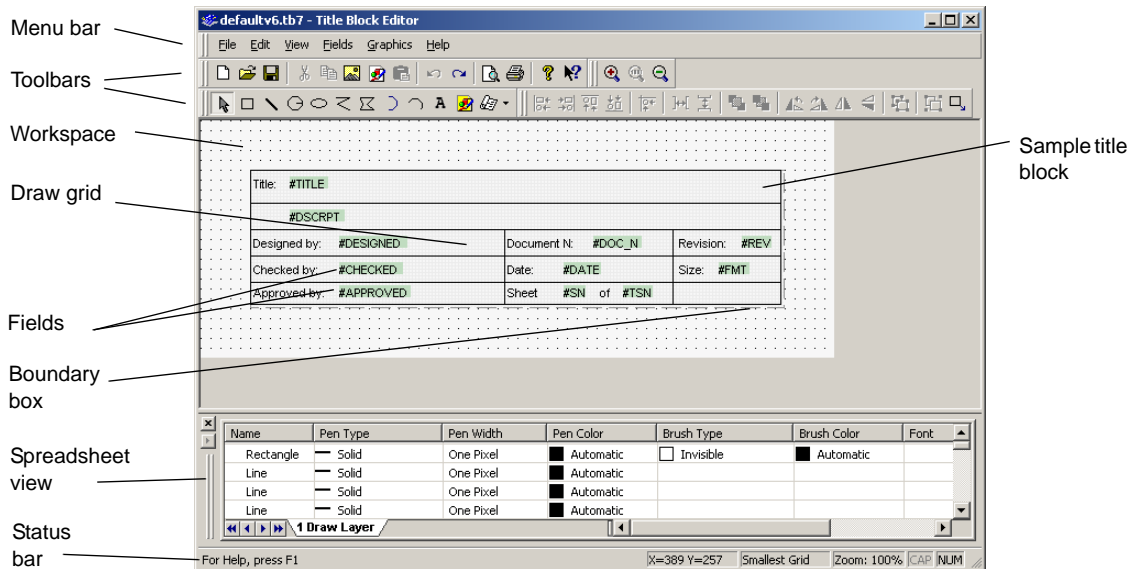 defaultv6.tb7 - Title Block Editor
Menu bar
File Edit View Fields Graphics Help
Toolbars
A
Workspace
Sample title
block
Title: #TITLE
Draw grid
#DSCRPT
Designed by: #DESIGNED Document N: #DOC_N Revision: #REV
Checked by: #CHECKED Date: #DATE Size: #FMT
Approved by: #APPROVED Sheet #SN of #TSN
Fields
Boundary
box
Name Pen Type Pen Width Pen Color Brush Type Brush Color Font
Rectangle Solid One Pixel Automatic Invisible Automatic
Spreadsheet
view
Line Solid One Pixel Automatic
Line Solid One Pixel Automatic
Line Solid One Pixel Automatic
1 Draw Layer
Status
bar
For Help, press F1 X=389 Y=257 Smallest Grid Zoom: 100% CAP NUM